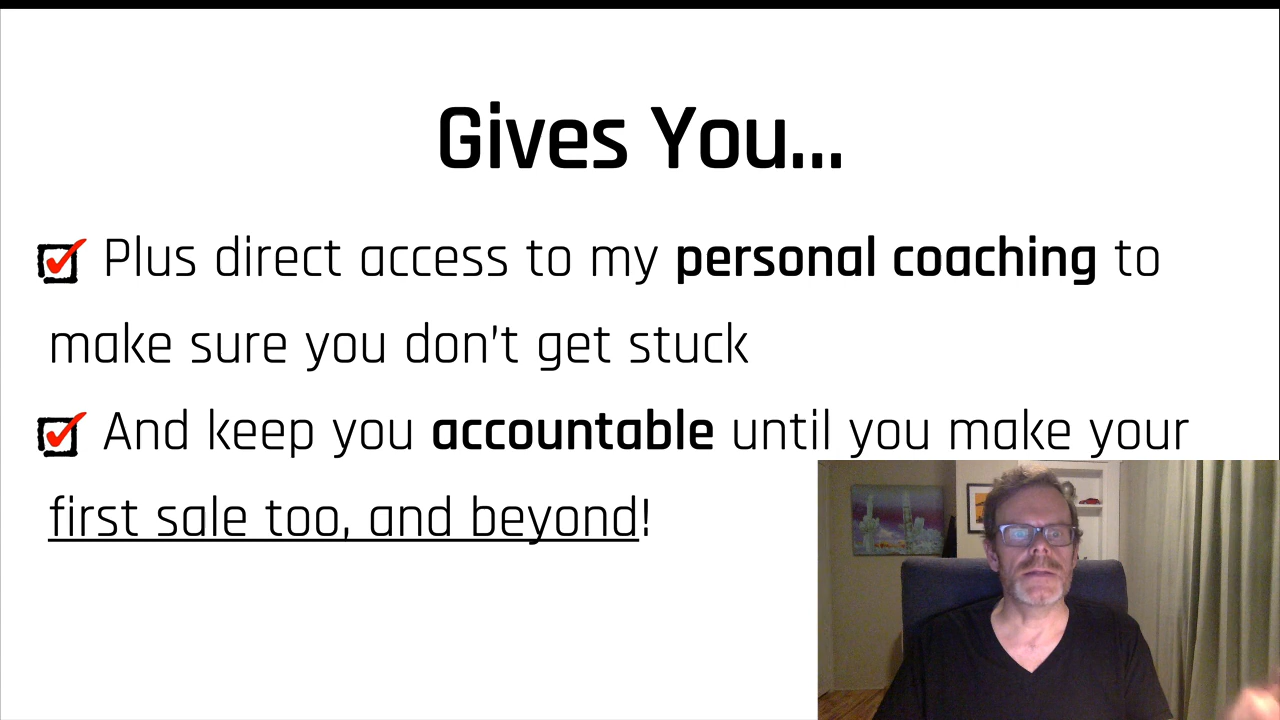 Gives You...
Plus direct access to my personal coaching to
make sure you don't get stuck
And keep you accountable until you make your
first sale too, and beyond!